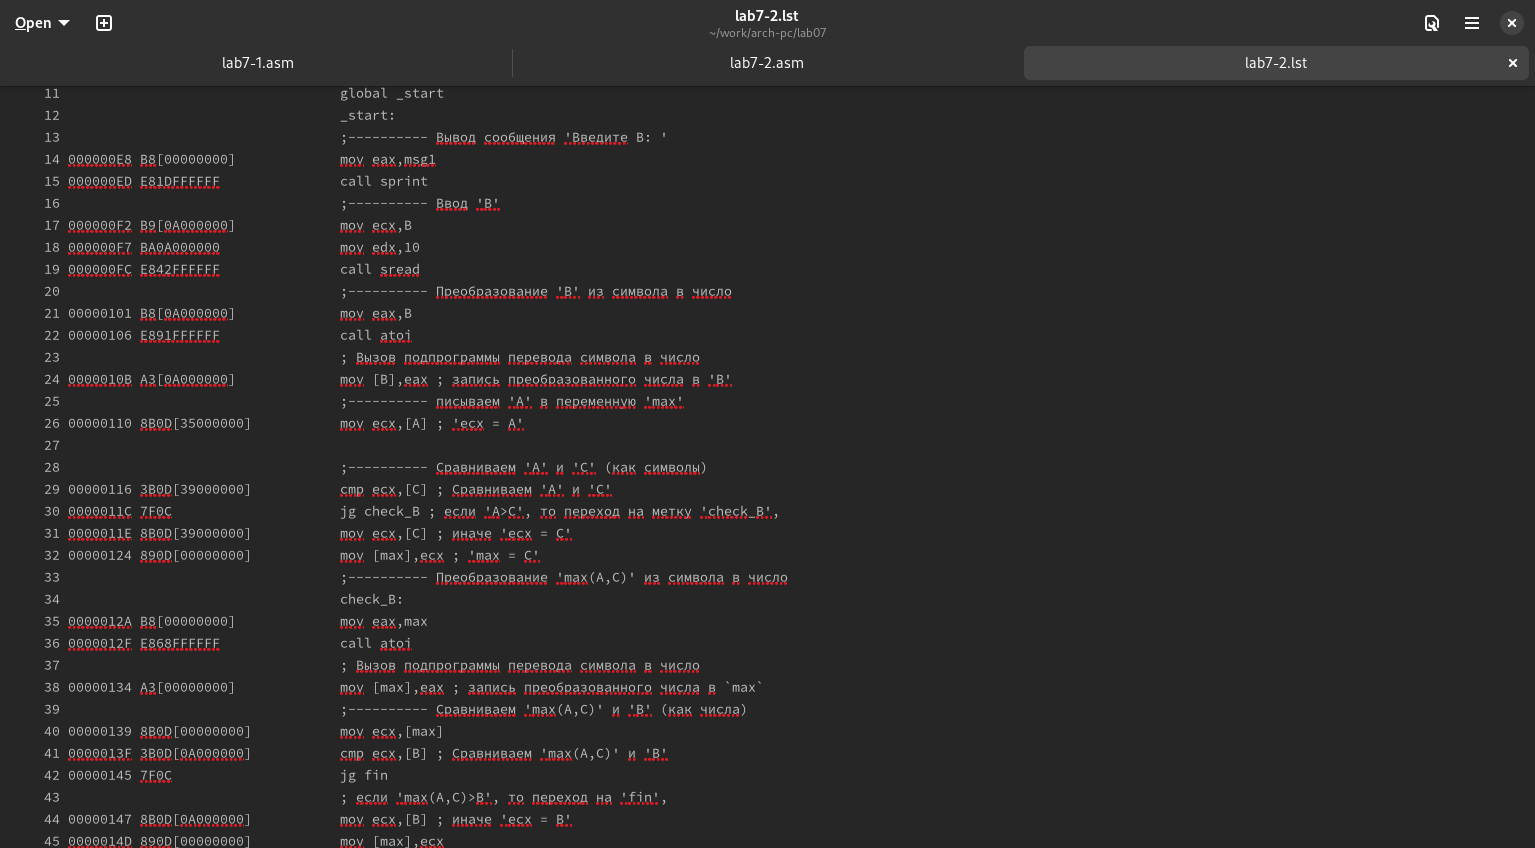 Open
lab7-2.lst
~/work/arch-pc/lab07
lab7-1.asm lab7-2.asm lab7-2.lst
11 global _start
12 _start:
13 ;---------- Вывод сообщения 'Введите B: '
14 000000E8 B8[00000000] mov eax,msg1
15 000000ED E81DFFFFFF call sprint
16 ;---------- Ввод 'B'
17 000000F2 B9[0A000000] mov ecx,B
18 000000F7 BA0A000000 mov edx,10
19 000000FC E842FFFFFF call sread
20 ;---------- Преобразование 'B' из символа в число
21 00000101 B8[0A000000] mov eax,B
22 00000106 E891FFFFFF call atoi
23 ; Вызов подпрограммы перевода символа в число
24 0000010B A3[0A000000] mov [B],eax ; запись преобразованного числа в 'B'
25 ;---------- писываем 'A' в переменную 'max'
26 00000110 8B0D[35000000] mov ecx,[A] ; 'ecx = A'
27
28 ;---------- Сравниваем 'A' и 'С' (как символы)
29 00000116 3B0D[39000000] cmp ecx,[C] ; Сравниваем 'A' и 'С'
30 0000011C 7F0C jg check_B ; если 'A>C', то переход на метку 'check_B',
31 0000011E 8B0D[39000000] mov ecx,[C] ; иначе 'ecx = C'
32 00000124 890D[00000000] mov [max],ecx ; 'max = C'
33 ;---------- Преобразование 'max(A,C)' из символа в число
34 check_B:
35 0000012A B8[00000000] mov eax,max
36 0000012F E868FFFFFF call atoi
37 ; Вызов подпрограммы перевода символа в число
38 00000134 A3[00000000] mov [max],eax ; запись преобразованного числа в `max`
39 ;---------- Сравниваем 'max(A,C)' и 'B' (как числа)
40 00000139 8B0D[00000000] mov ecx,[max]
41 0000013F 3B0D[0A000000] cmp ecx,[B] ; Сравниваем 'max(A,C)' и 'B'
42 00000145 7F0C jg fin
43 ; если 'max(A,C)>B', то переход на 'fin',
44 00000147 8B0D[0A000000] mov ecx,[B] ; иначе 'ecx = B'
45 0000014D 890D[00000000] mov [max],ecx